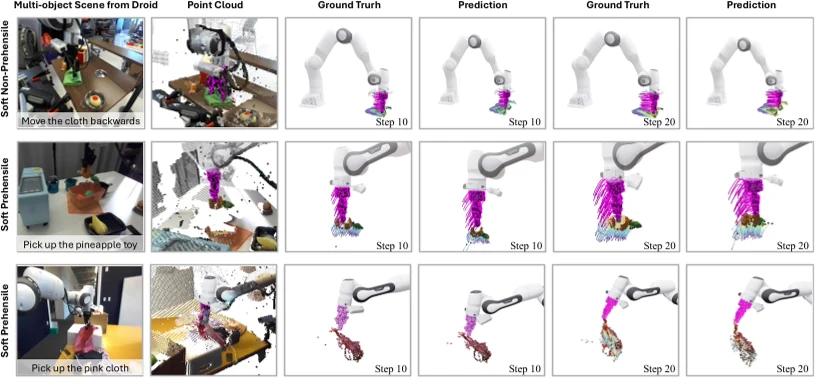 Multi-object Scene from Droid
Point Cloud
Ground Trurh
Prediction
Ground Trurh
Prediction
Soft Non-Prehensile
Move the cloth backwards
Step 10
Step 10
Step 20
Step 20
Soft Prehensile
Pick up the pineapple toy
Step 10
Step 10
Step 20
Step 20
Soft Prehensile
Pick up the pink cloth
Step 10
Step 10
Step 20
Step 20